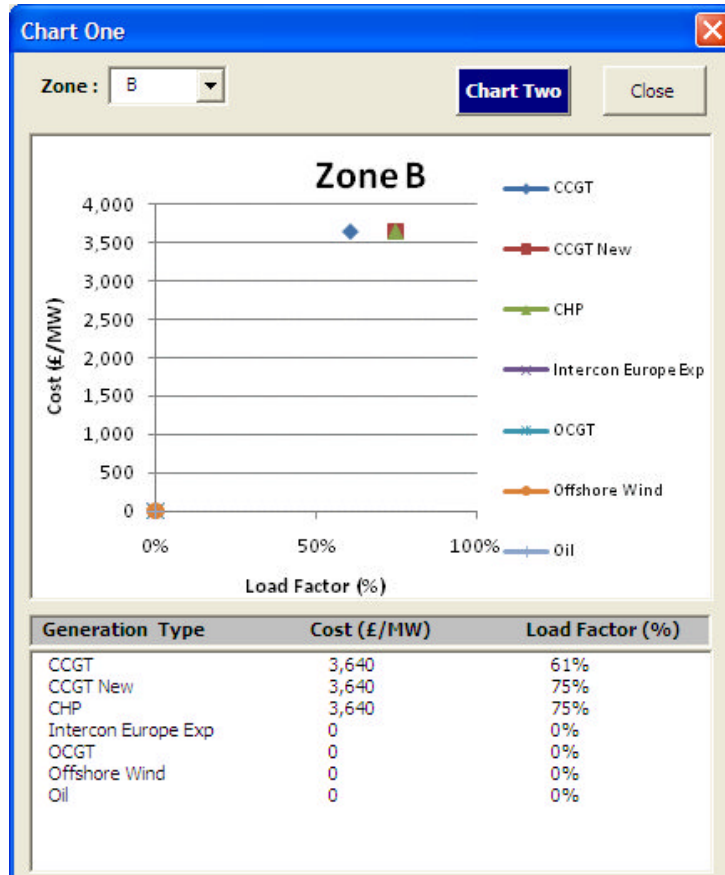 Chart One
Zone :
B
Chart Two
Close
Zone B
4,000
3,500
3,000
2,500
2,000
1,500
1,000
500
0
Cost (£/MW)
0%
50%
100%
Load Factor (%)
CCGT
CCGT New
CHP
Intercon Europe Exp
OCGT
Offshore Wind
Oil
Generation Type Cost (£/MW) Load Factor (%)
CCGT 3,640 61%
CCGT New 3,640 75%
CHP 3,640 75%
Intercon Europe Exp 0 0%
OCGT 0 0%
Offshore Wind 0 0%
Oil 0 0%